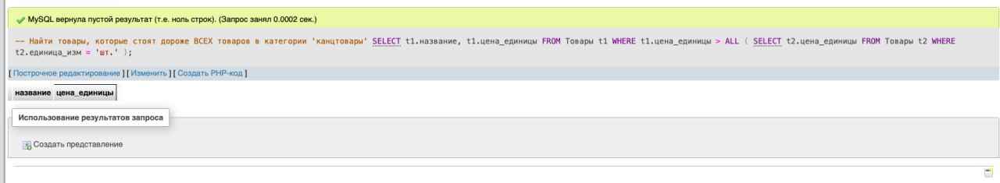 MySQL вернула пустой результат (т.е. ноль строк). (Запрос занял 0.0002 сек.)
-- Найти товары, которые стоят дороже ВСЕХ товаров в категории 'канцтовары' SELECT t1.название, t1.цена_единицы FROM Товары t1 WHERE t1.цена_единицы > ALL ( SELECT t2.цена_единицы FROM Товары t2 WHERE
t2.единица_изм = 'шт.' );
[ Построчное редактирование ] [ Изменить ] [ Создать PHP-код ]
название цена_единицы
Использование результатов запроса
Создать представление